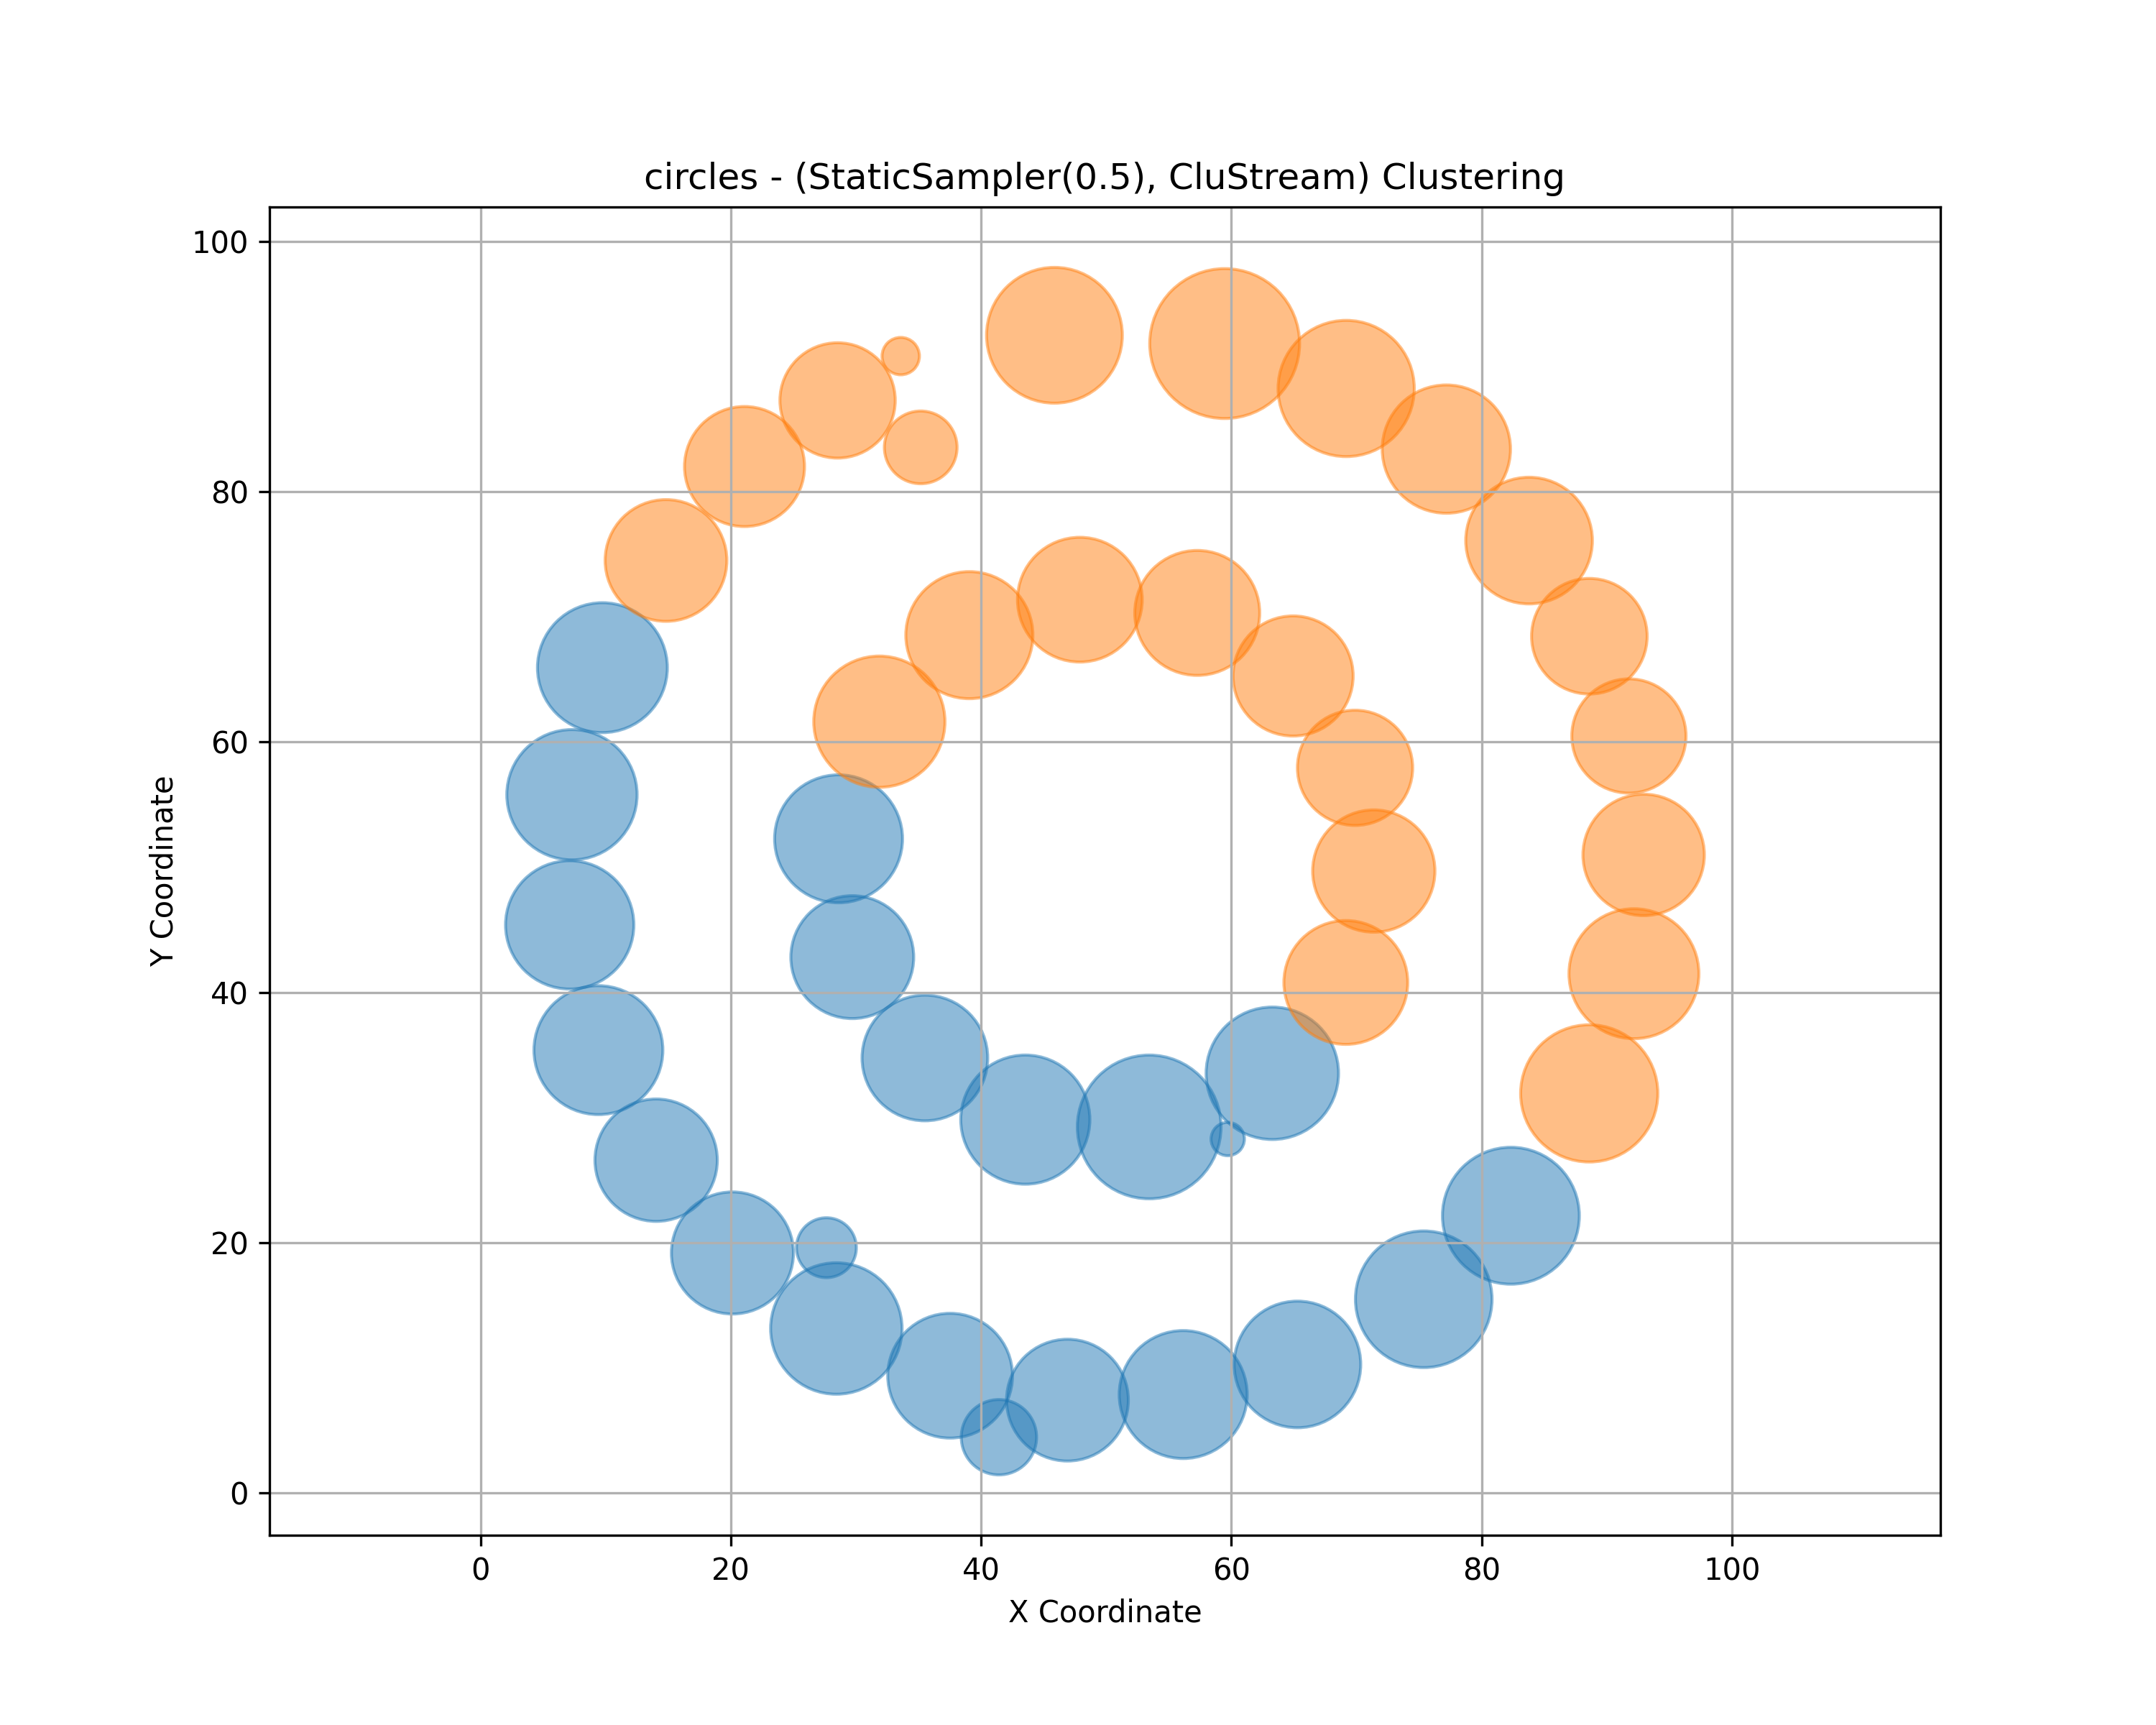 circles - (StaticSampler(0.5), CluStream) Clustering
100
80
60
40
20
0
Y Coordinate
0 20 40 60 80 100
X Coordinate